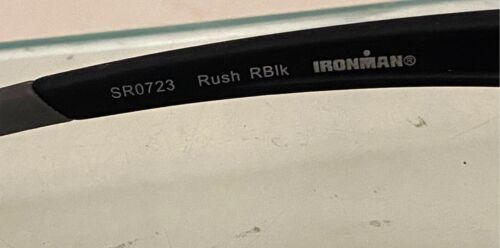 SR0723 Rush RBlk IRONMAN®